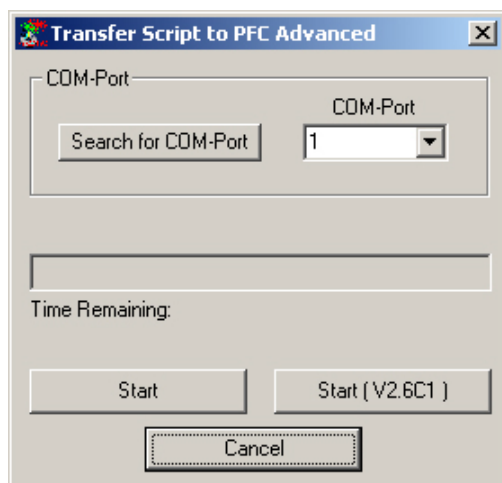 Transfer Script to PFC Advanced
COM-Port
COM-Port
Search for COM-Port
1
Time Remaining:
Start
Start ( V2.6C1 )
Cancel